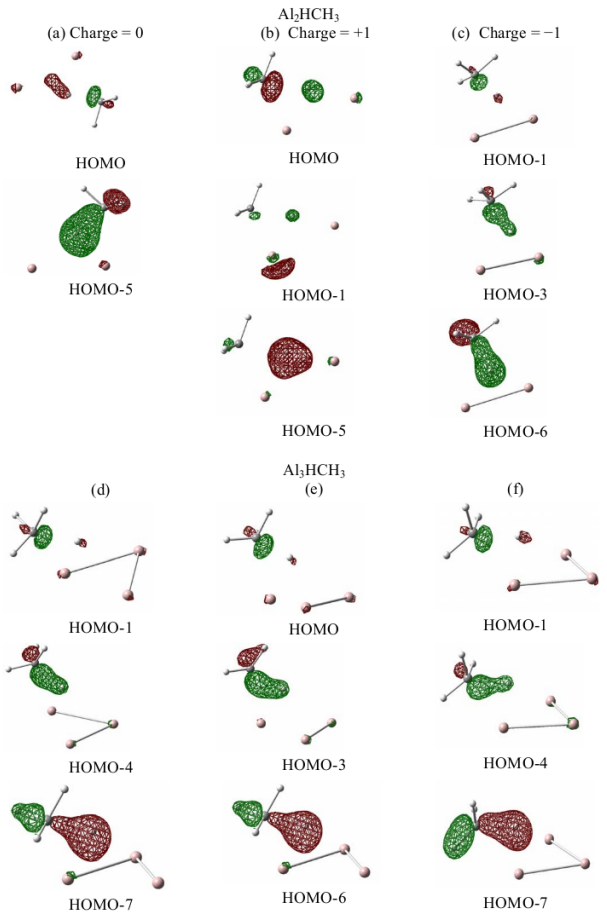 Al₂HCH₃
(a) Charge = 0 (b) Charge = +1 (c) Charge = −1
HOMO HOMO HOMO-1
HOMO-5 HOMO-1 HOMO-3
HOMO-5 HOMO-6
Al₃HCH₃
(d) (e) (f)
HOMO-1 HOMO HOMO-1
HOMO-4 HOMO-3 HOMO-4
HOMO-7 HOMO-6 HOMO-7